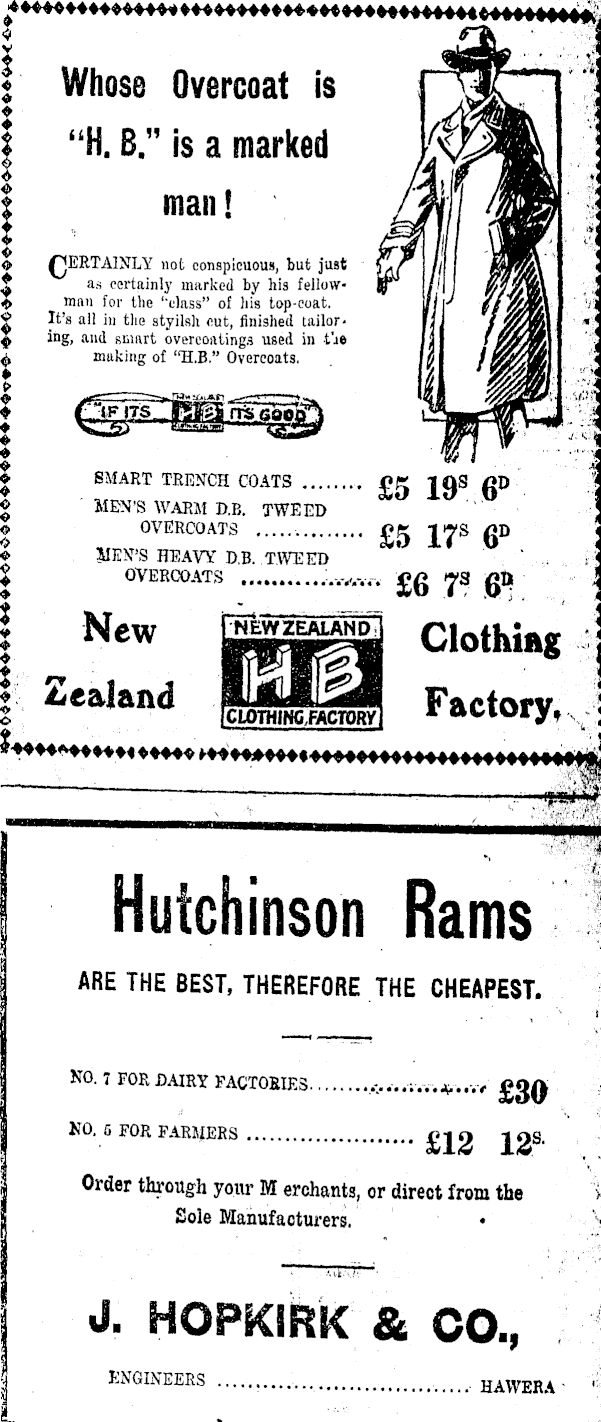 Whose Overcoat is
"H. B." is a marked
man!
CERTAINLY not conspicuous, but just
as certainly marked by his fellow-
man for the "class" of his top-coat.
It's all in the styilsh cut, finished tailor-
ing, and smart overcoatings used in the
making of "H.B." Overcoats.
"IF ITS HB ITS GOOD"
SMART TRENCH COATS ........ £5 19S 6D
MEN'S WARM D.B. TWEED
OVERCOATS .............. £5 17S 6D
MEN'S HEAVY D.B. TWEED
OVERCOATS .................. £6 7S 6D
New Zealand
NEW ZEALAND
HB
CLOTHING FACTORY
Clothing Factory.
Hutchinson Rams
ARE THE BEST, THEREFORE THE CHEAPEST.
NO. 7 FOR DAIRY FACTORIES........................ £30
NO. 5 FOR FARMERS ...................... £12 12S.
Order through your M erchants, or direct from the
Sole Manufacturers.
J. HOPKIRK & CO.,
ENGINEERS ................................. HAWERA